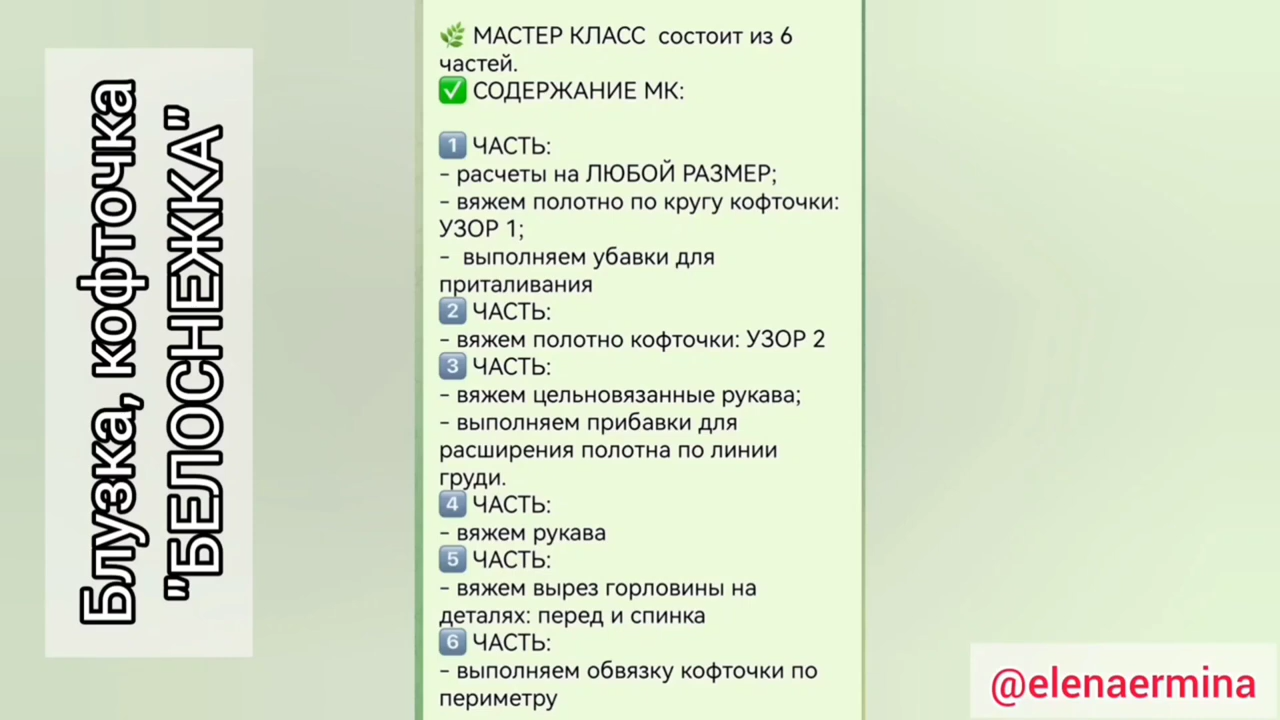 Блузка, кофточка
"БЕЛОСНЕЖКА"
🌿 МАСТЕР КЛАСС состоит из 6
частей.
✅ СОДЕРЖАНИЕ МК:
1️⃣ ЧАСТЬ:
- расчеты на ЛЮБОЙ РАЗМЕР;
- вяжем полотно по кругу кофточки:
УЗОР 1;
- выполняем убавки для
приталивания
2️⃣ ЧАСТЬ:
- вяжем полотно кофточки: УЗОР 2
3️⃣ ЧАСТЬ:
- вяжем цельновязанные рукава;
- выполняем прибавки для
расширения полотна по линии
груди.
4️⃣ ЧАСТЬ:
- вяжем рукава
5️⃣ ЧАСТЬ:
- вяжем вырез горловины на
деталях: перед и спинка
6️⃣ ЧАСТЬ:
- выполняем обвязку кофточки по
периметру
@elenaermina